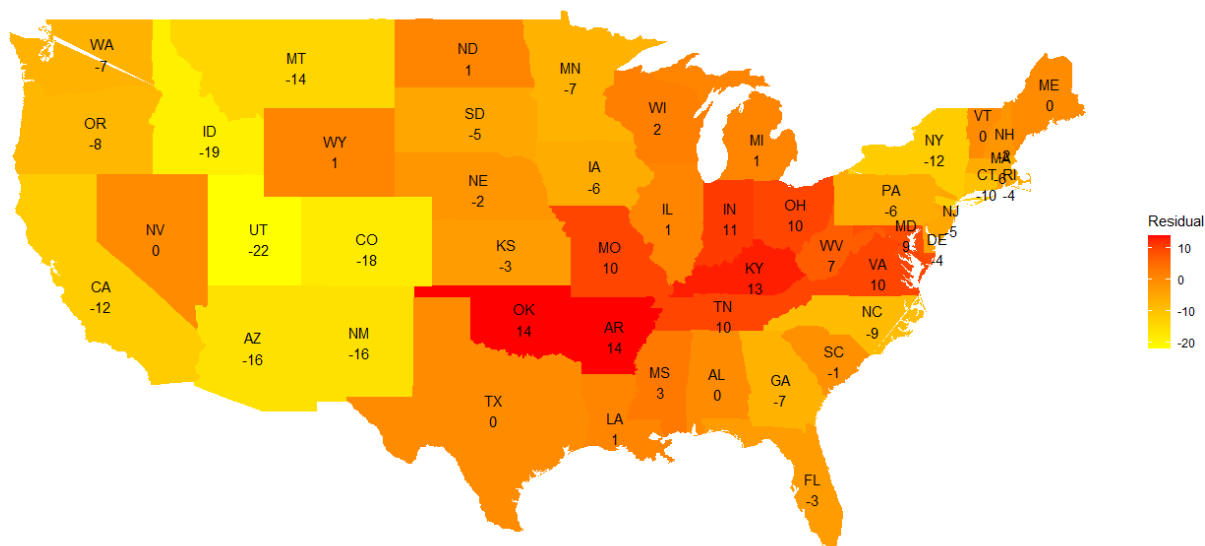 WA
-7
MT
-14
ND
1
MN
-7
ME
0
OR
-8
ID
-19
WY
1
SD
-5
WI
2
MI
1
NY
-12
VT
0
NH
-2
MA
-6
CT
-10
RI
-4
NV
0
UT
-22
CO
-18
NE
-2
IA
-6
IL
1
IN
11
OH
10
PA
-6
NJ
-5
CA
-12
KS
-3
MO
10
KY
13
WV
7
VA
10
MD
9
DE
-4
AZ
-16
NM
-16
OK
14
AR
14
TN
10
NC
-9
SC
-1
TX
0
LA
1
MS
3
AL
0
GA
-7
FL
-3
Residual
10
0
-10
-20